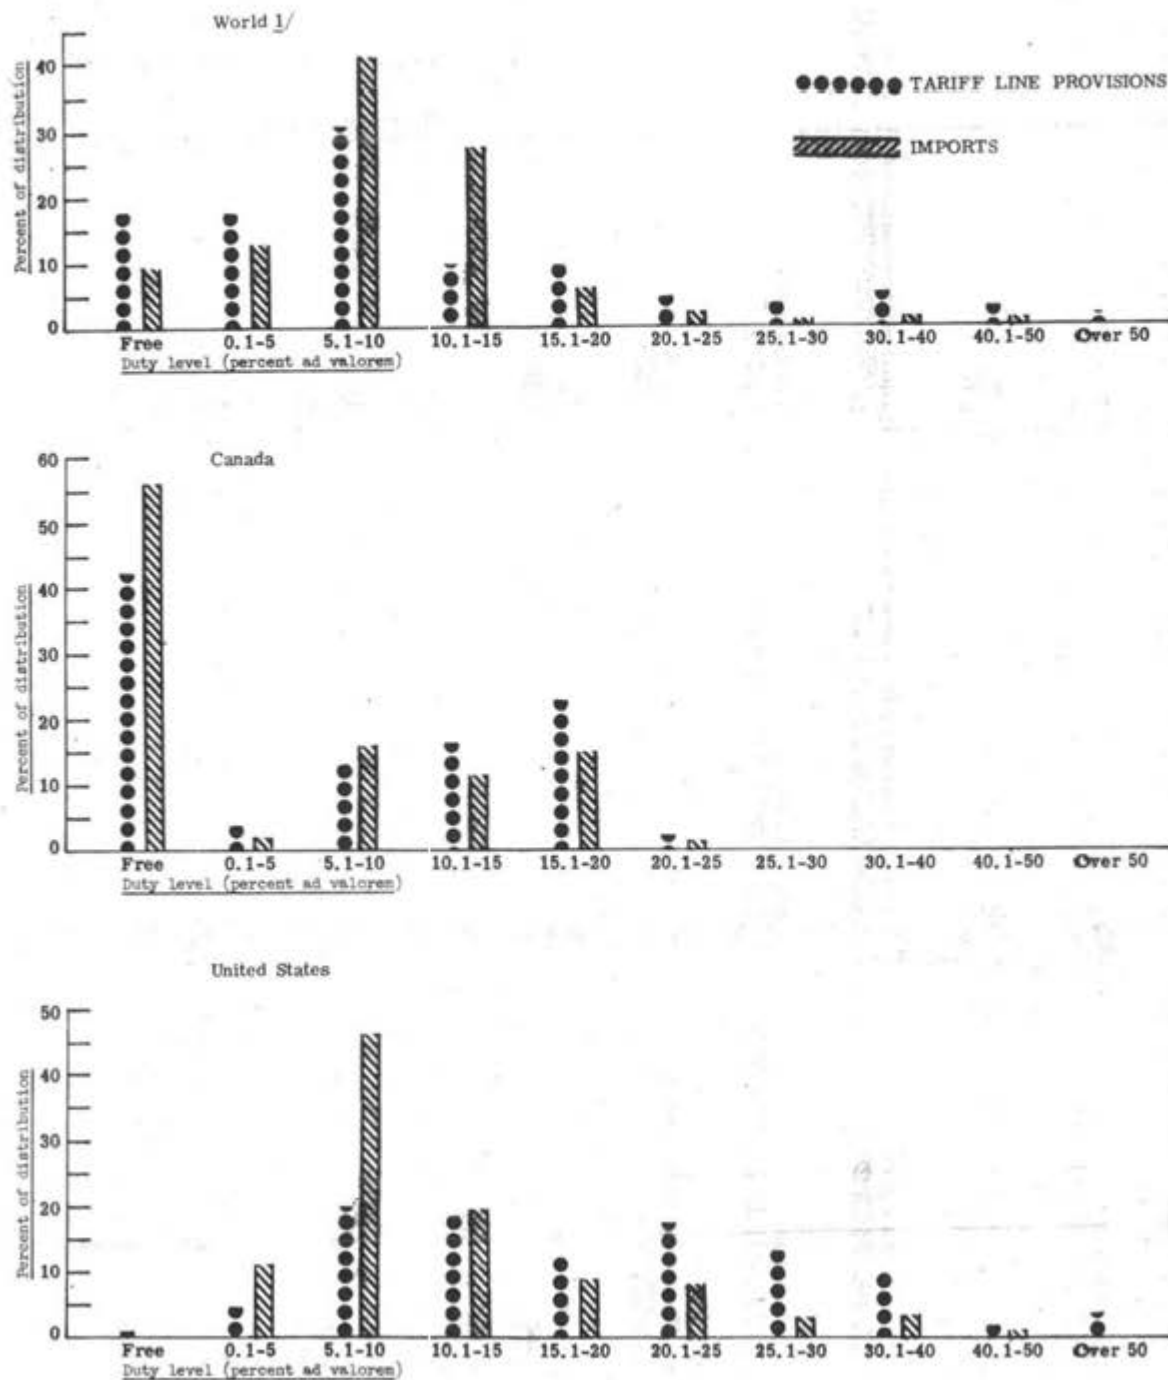 World 1/
Percent of distribution
40
30
20
10
0
TARIFF LINE PROVISIONS
IMPORTS
Free 0.1-5 5.1-10 10.1-15 15.1-20 20.1-25 25.1-30 30.1-40 40.1-50 Over 50
Duty level (percent ad valorem)
Canada
Percent of distribution
60
50
40
30
20
10
0
Free 0.1-5 5.1-10 10.1-15 15.1-20 20.1-25 25.1-30 30.1-40 40.1-50 Over 50
Duty level (percent ad valorem)
United States
Percent of distribution
50
40
30
20
10
0
Free 0.1-5 5.1-10 10.1-15 15.1-20 20.1-25 25.1-30 30.1-40 40.1-50 Over 50
Duty level (percent ad valorem)